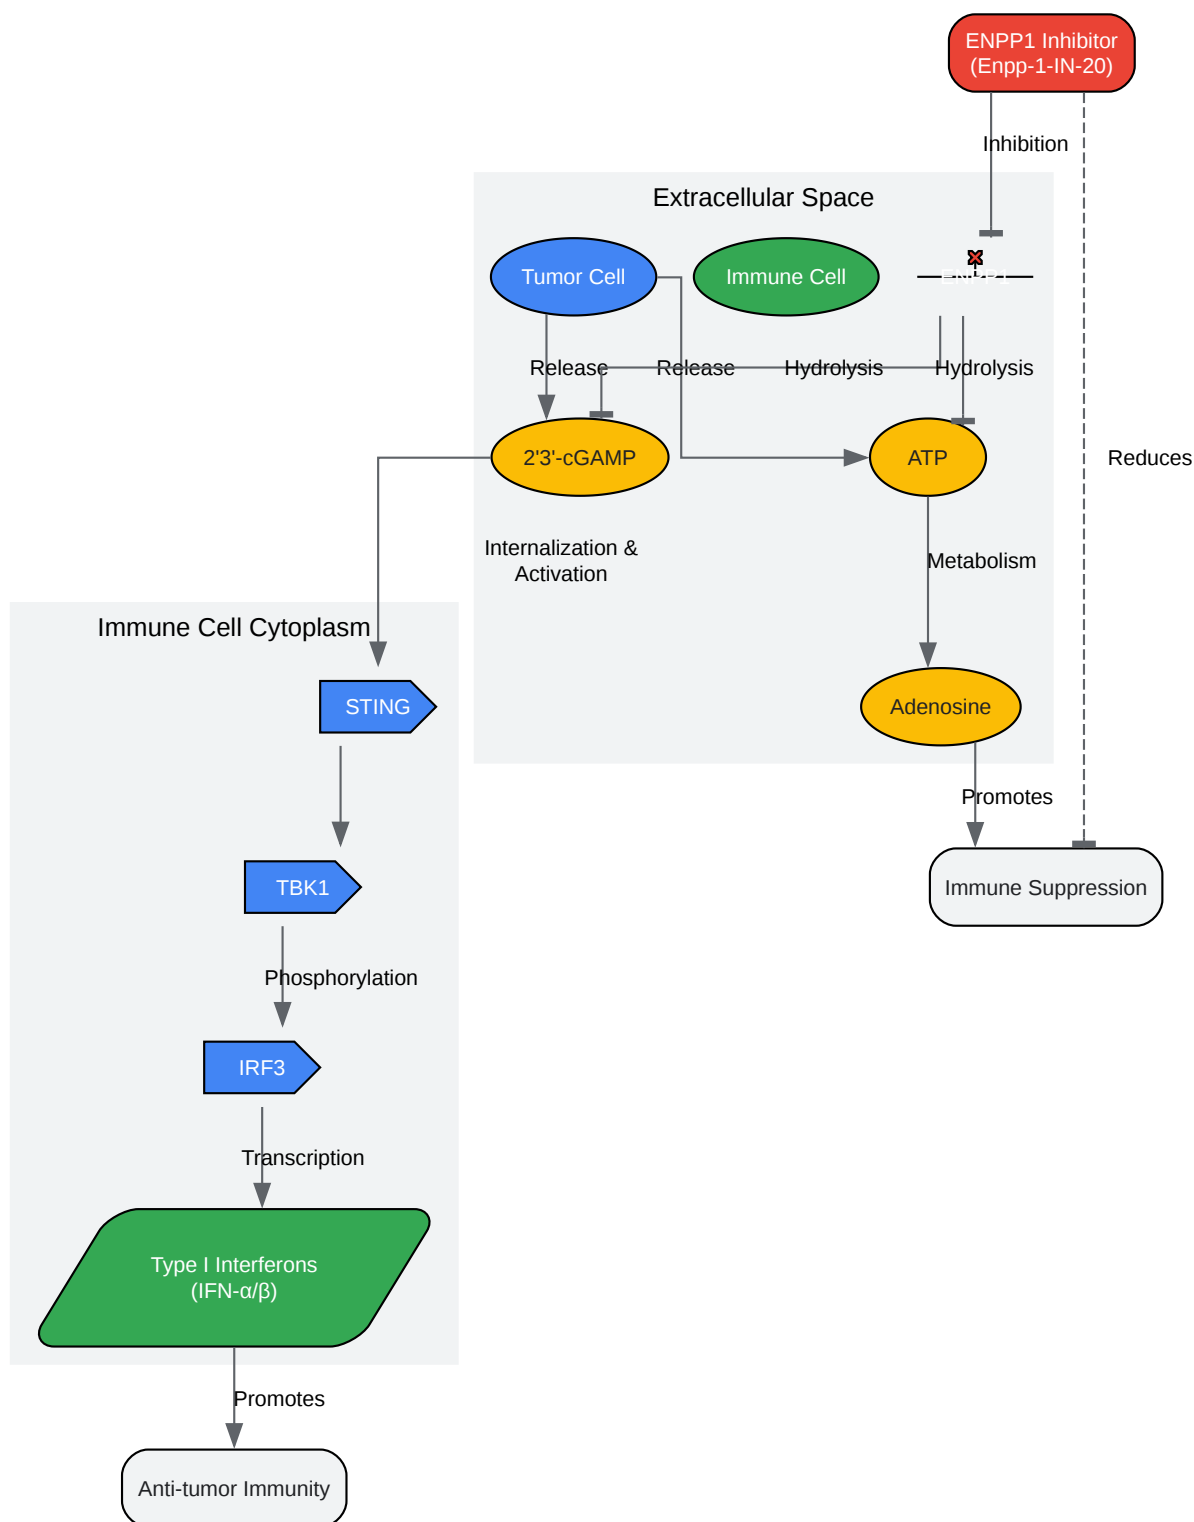 ENPP1 Inhibitor
(Enpp-1-IN-20)
Inhibition
Extracellular Space
Tumor Cell
Immune Cell
ENPP1
Release
Release
Hydrolysis
Hydrolysis
2'3'-cGAMP
ATP
Reduces
Internalization &
Activation
Metabolism
Immune Cell Cytoplasm
STING
Adenosine
Promotes
TBK1
Immune Suppression
Phosphorylation
IRF3
Transcription
Type I Interferons
(IFN-α/β)
Promotes
Anti-tumor Immunity